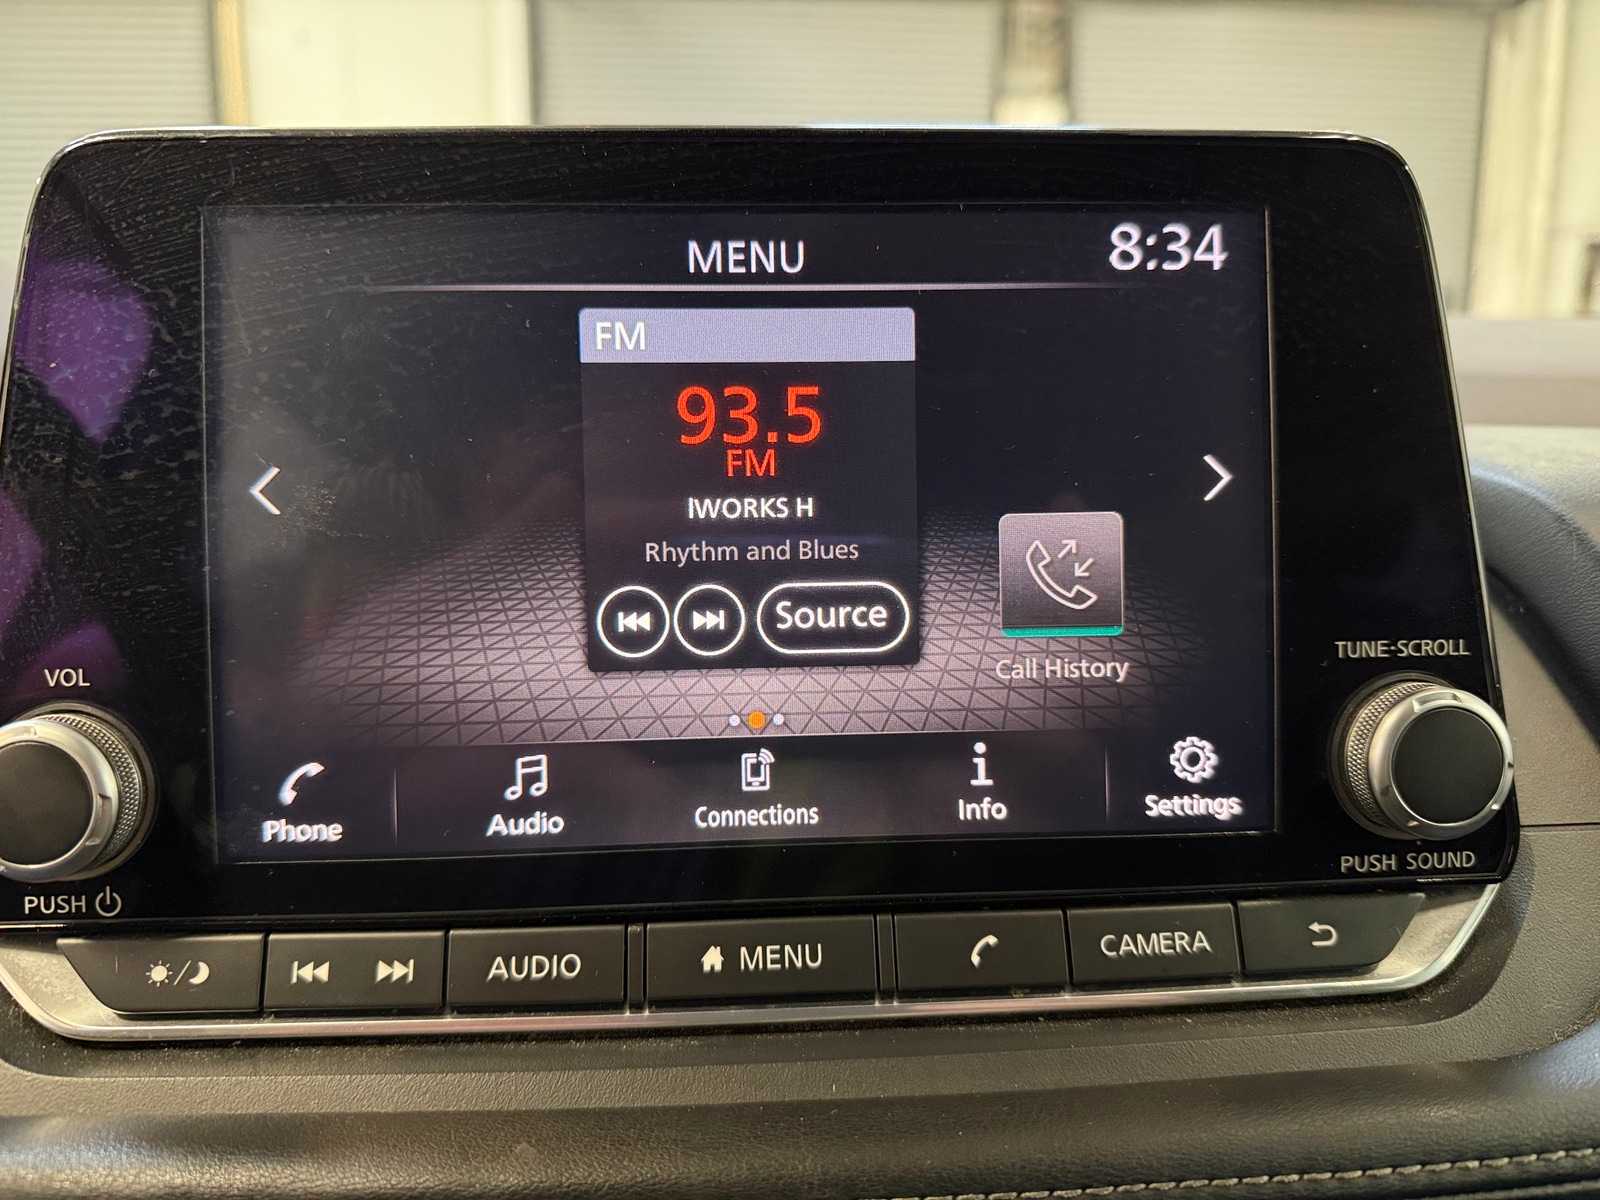 MENU
8:34
FM
93.5
FM
IWORKS H
Rhythm and Blues
Source
Call History
VOL
TUNE·SCROLL
Phone
Audio
Connections
Info
Settings
PUSH
PUSH SOUND
AUDIO
MENU
CAMERA